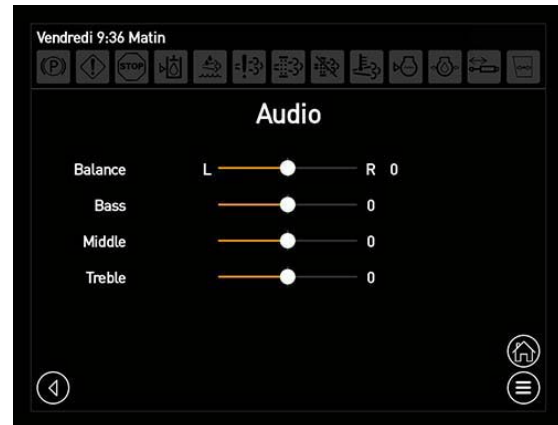 Vendredi 9:36 Matin
(P) STOP
Audio
Balance L R 0
Bass 0
Middle 0
Treble 0